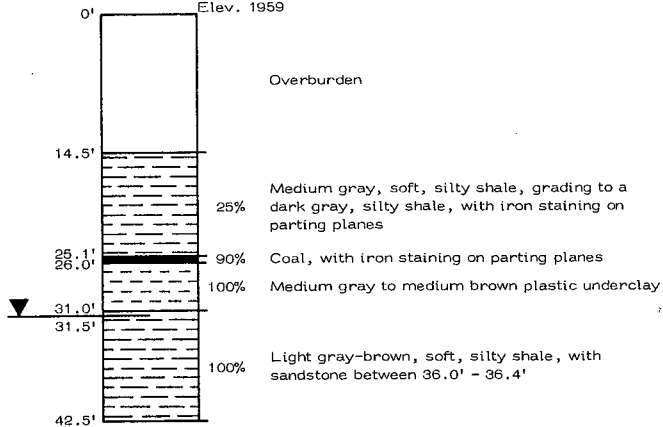 0' Elev. 1959
Overburden
14.5'
Medium gray, soft, silty shale, grading to a
25% dark gray, silty shale, with iron staining on
parting planes
25.1'
26.0' 90% Coal, with iron staining on parting planes
100% Medium gray to medium brown plastic underclay
31.0'
31.5'
Light gray-brown, soft, silty shale, with
100% sandstone between 36.0' - 36.4'
42.5'